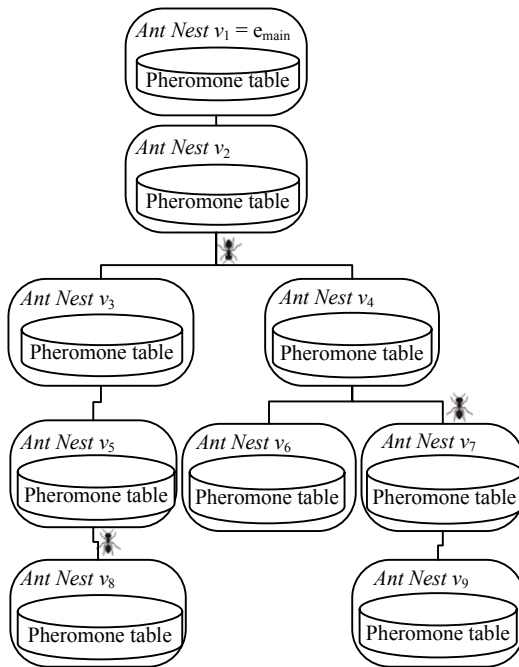 Ant Nest v1 = emain
Pheromone table
Ant Nest v2
Pheromone table
Ant Nest v3
Pheromone table
Ant Nest v4
Pheromone table
Ant Nest v5
Pheromone table
Ant Nest v6
Pheromone table
Ant Nest v7
Pheromone table
Ant Nest v8
Pheromone table
Ant Nest v9
Pheromone table